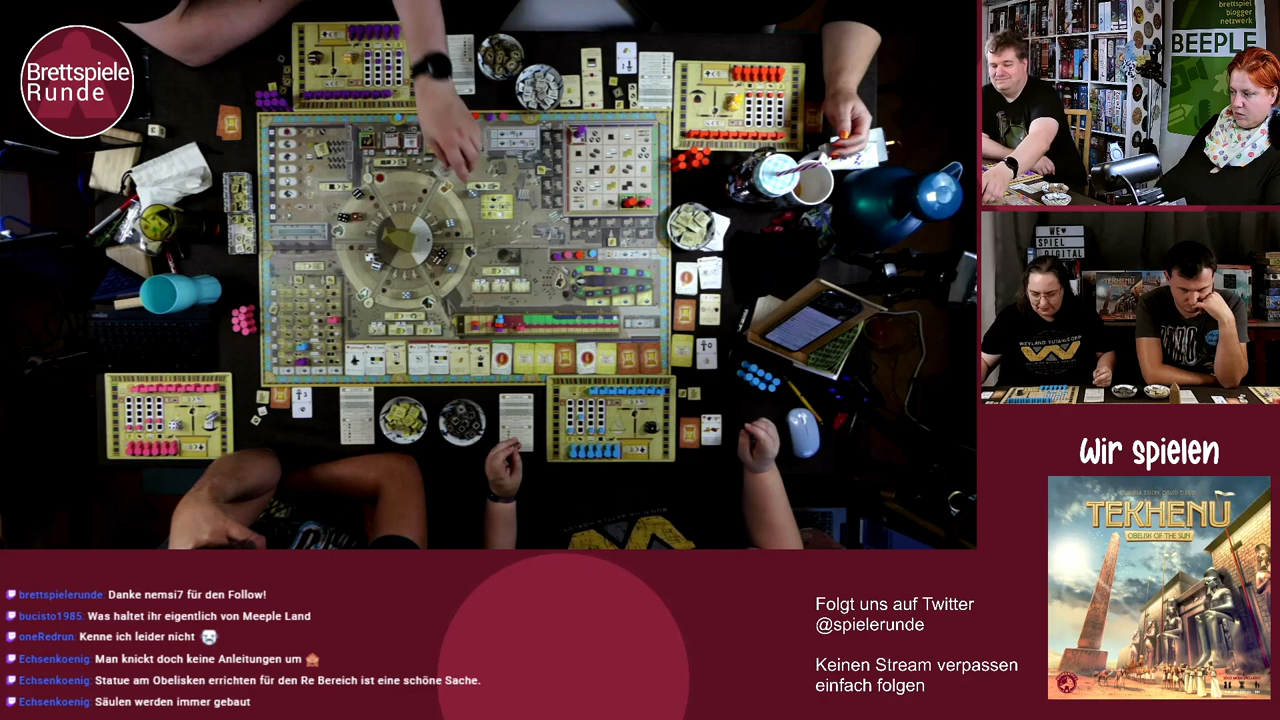 Brettspiele
Runde
brettspiel
blogger
netzwerk
BEEPLE
WE♥
SPIEL
DIGITAL
WEYLAND-YUTANI CORP
Wir spielen
TEKHENU
OBELISK OF THE SUN
brettspielerunde: Danke nemsi7 für den Follow!
bucisto1985: Was haltet ihr eigentlich von Meeple Land
oneRedrun: Kenne ich leider nicht
Echsenkoenig: Man knickt doch keine Anleitungen um
Echsenkoenig: Statue am Obelisken errichten für den Re Bereich ist eine schöne Sache.
Echsenkoenig: Säulen werden immer gebaut
Folgt uns auf Twitter
@spielerunde
Keinen Stream verpassen
einfach folgen